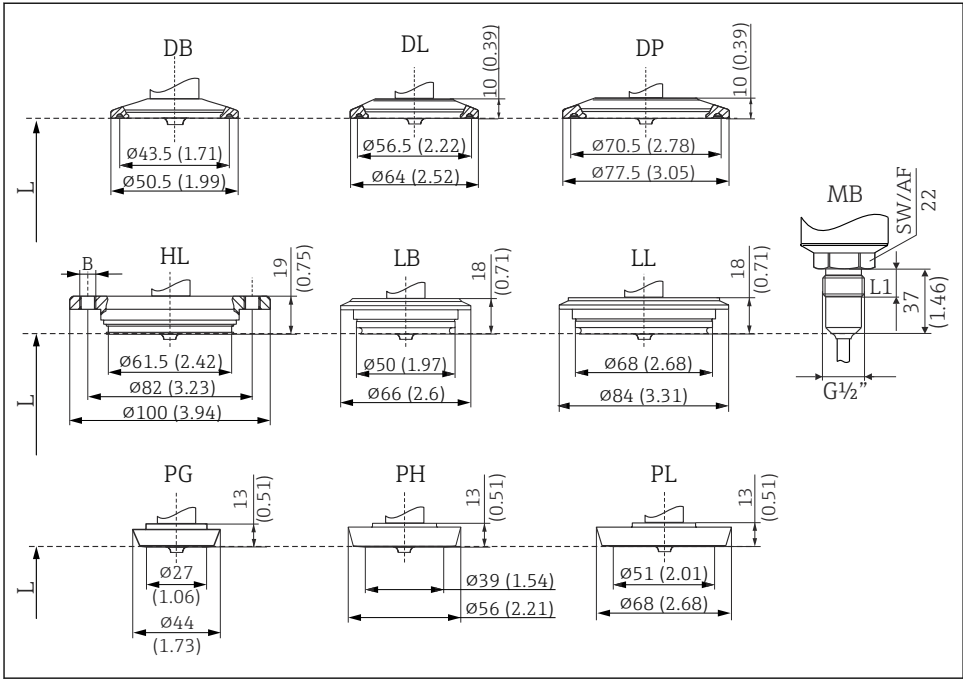 DB
DL
DP
10 (0.39)
10 (0.39)
Ø43.5 (1.71)
Ø50.5 (1.99)
Ø56.5 (2.22)
Ø64 (2.52)
Ø70.5 (2.78)
Ø77.5 (3.05)
L
MB
SW/AF
22
L1
37
(1.46)
G½”
HL
LB
LL
B
19
(0.75)
18
(0.71)
18
(0.71)
Ø61.5 (2.42)
Ø82 (3.23)
Ø100 (3.94)
Ø50 (1.97)
Ø66 (2.6)
Ø68 (2.68)
Ø84 (3.31)
L
PG
PH
PL
13
(0.51)
13
(0.51)
13
(0.51)
Ø27
(1.06)
Ø44
(1.73)
Ø39 (1.54)
Ø56 (2.21)
Ø51 (2.01)
Ø68 (2.68)
L